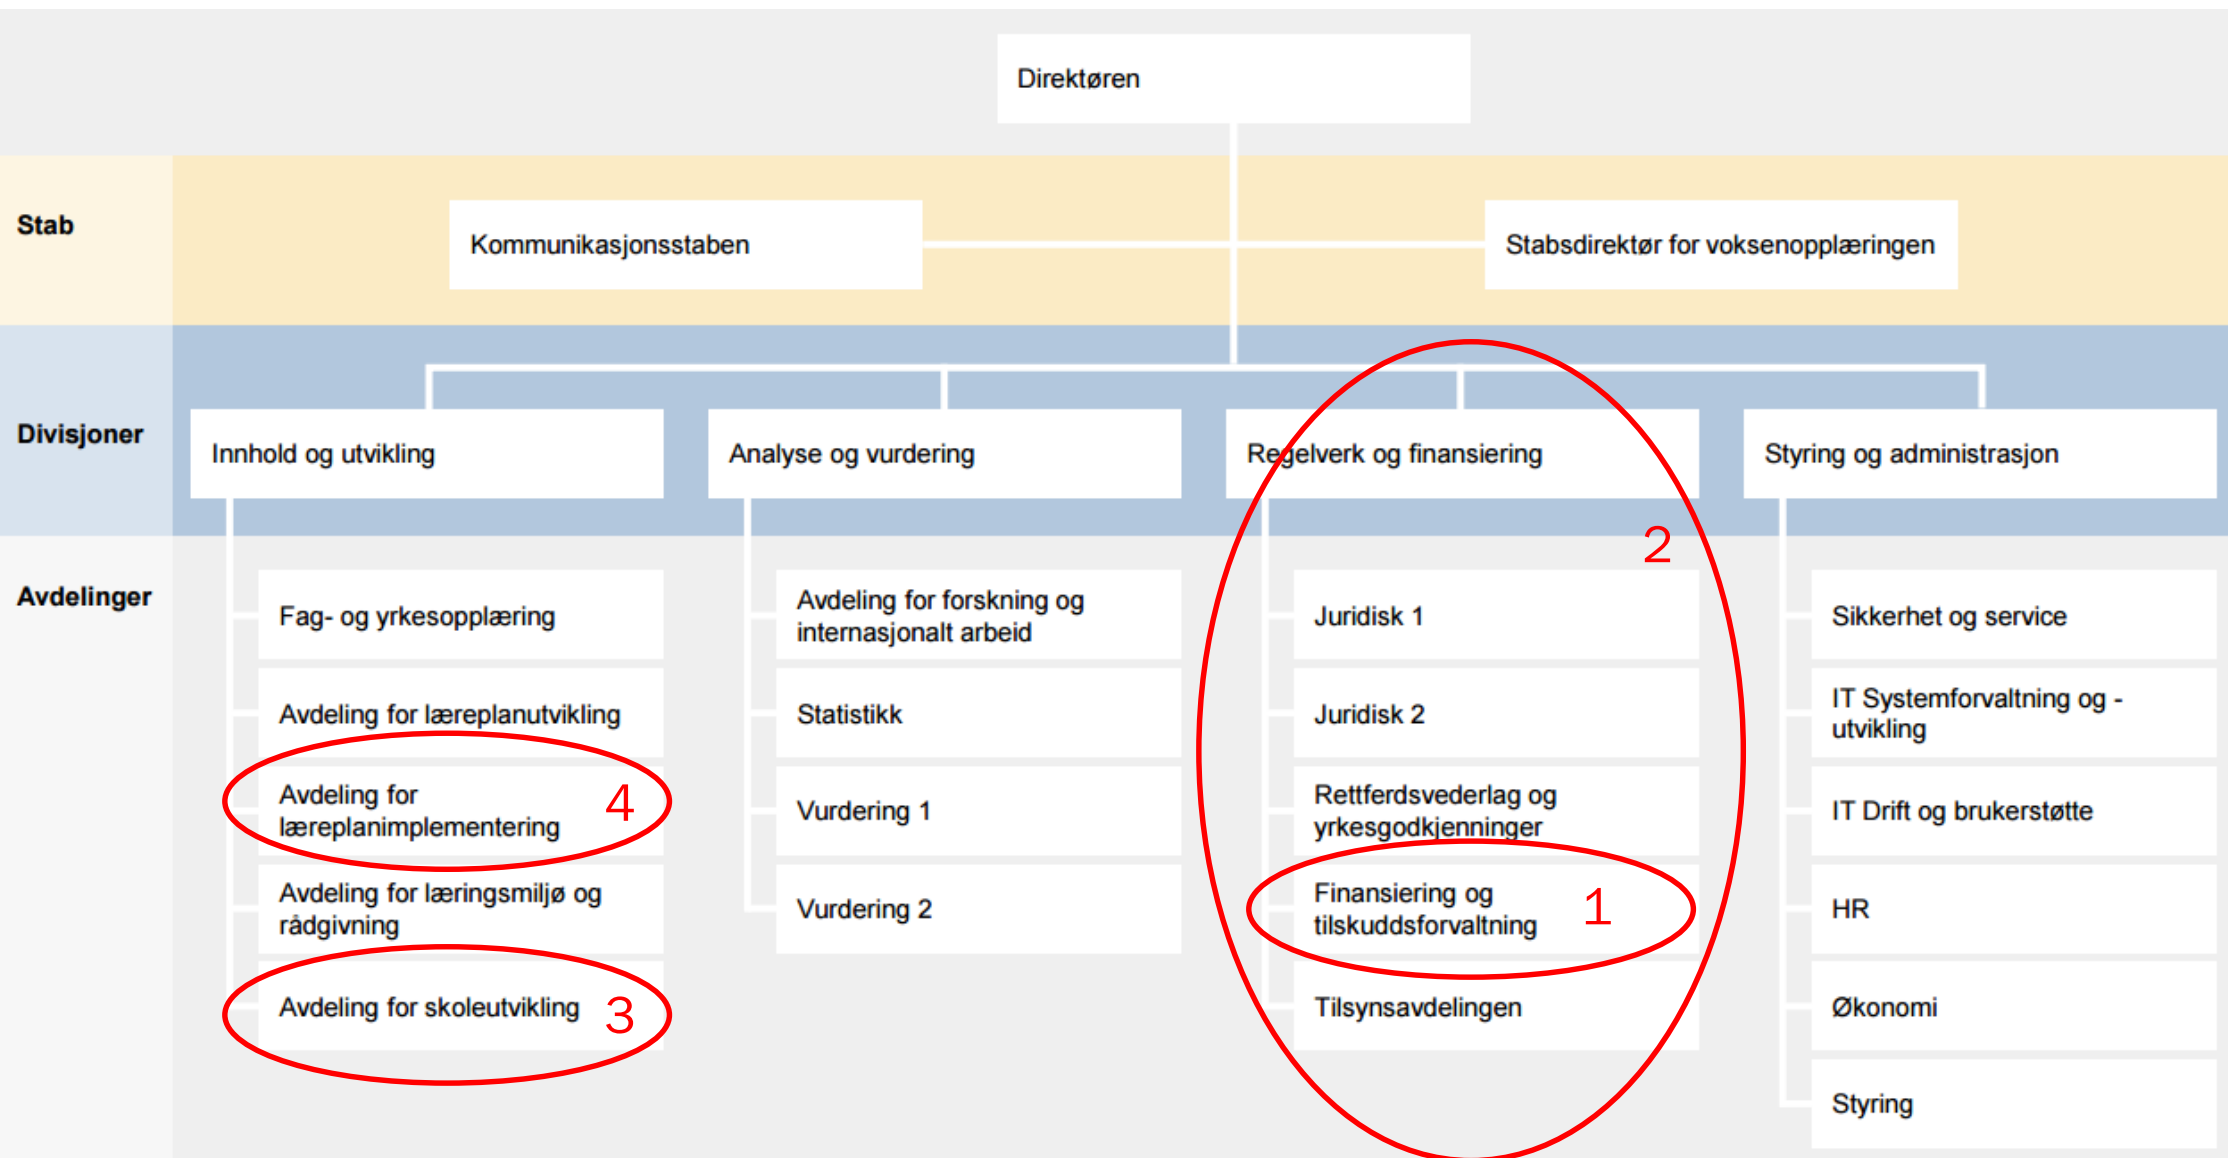 Direktøren
Stab
Kommunikasjonsstaben
Stabsdirektør for voksenopplæringen
Divisjoner
Innhold og utvikling
Analyse og vurdering
Regelverk og finansiering
Styring og administrasjon
2
Avdelinger
Fag- og yrkesopplæring
Avdeling for læreplanutvikling
Avdeling for
læreplanimplementering
4
Avdeling for læringsmiljø og
rådgivning
Avdeling for skoleutvikling
3
Avdeling for forskning og
internasjonalt arbeid
Statistikk
Vurdering 1
Vurdering 2
Juridisk 1
Juridisk 2
Rettferdsvederlag og
yrkesgodkjenninger
Finansiering og
tilskuddsforvaltning
1
Tilsynsavdelingen
Sikkerhet og service
IT Systemforvaltning og -
utvikling
IT Drift og brukerstøtte
HR
Økonomi
Styring